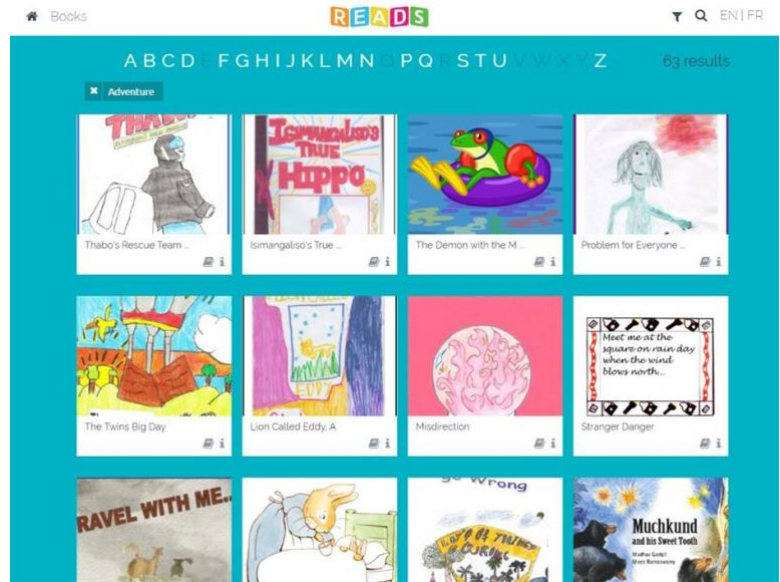 Books
READS
EN | FR
A B C D E F G H I J K L M N O P Q R S T U V W X Y Z
63 results
Adventure
ISIMANGALISO'S
TRUE
HIPPO
Thabo's Rescue Team ...
Isimangaliso's True ...
The Demon with the M ...
Problem for Everyone ...
Meet me at the
square on rain day
when the wind
blows north...
The Twins Big Day
Lion Called Eddy, A
Misdirection
Stranger Danger
RAVEL WITH ME..
go Wrong
Muchkund
and his Sweet Tooth